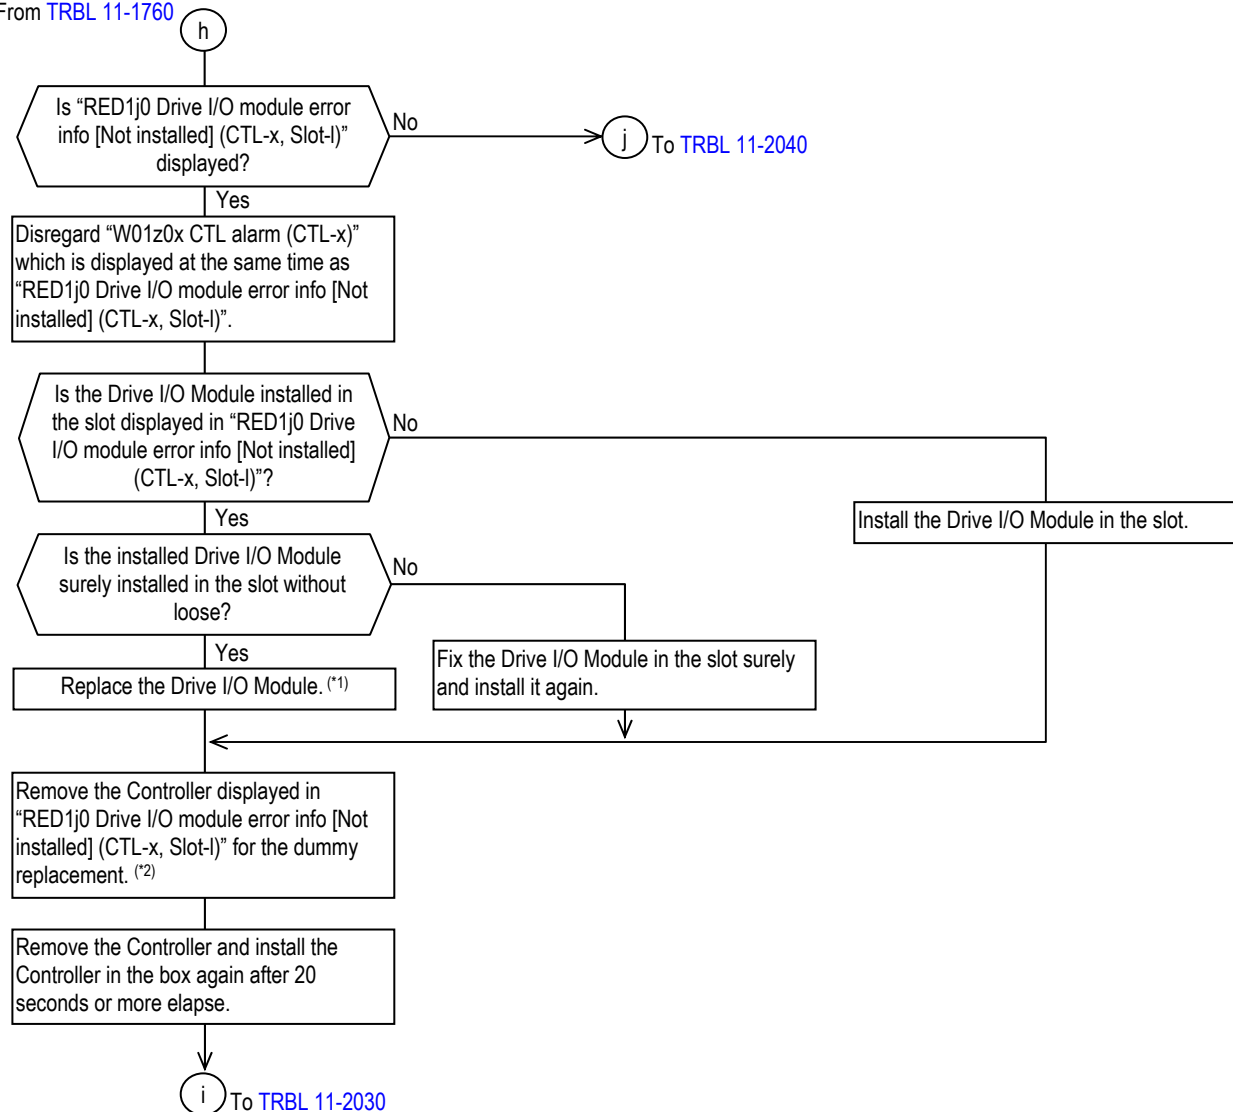 From TRBL 11-1760
h
Is “RED1j0 Drive I/O module error
info [Not installed] (CTL-x, Slot-l)”
displayed?
No
j
To TRBL 11-2040
Yes
Disregard “W01z0x CTL alarm (CTL-x)”
which is displayed at the same time as
“RED1j0 Drive I/O module error info [Not
installed] (CTL-x, Slot-l)”.
Is the Drive I/O Module installed in
the slot displayed in “RED1j0 Drive
I/O module error info [Not installed]
(CTL-x, Slot-l)”?
No
Yes
Install the Drive I/O Module in the slot.
Is the installed Drive I/O Module
surely installed in the slot without
loose?
No
Yes
Fix the Drive I/O Module in the slot surely
and install it again.
Replace the Drive I/O Module. (*1)
Remove the Controller displayed in
“RED1j0 Drive I/O module error info [Not
installed] (CTL-x, Slot-l)” for the dummy
replacement. (*2)
Remove the Controller and install the
Controller in the box again after 20
seconds or more elapse.
i
To TRBL 11-2030